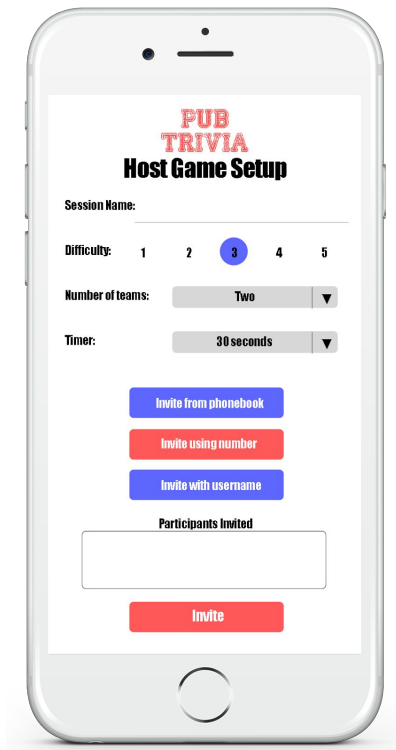 PUB
TRIVIA
Host Game Setup
Session Name:
Difficulty: 1 2 3 4 5
Number of teams: Two ▼
Timer: 30 seconds ▼
Invite from phonebook
Invite using number
Invite with username
Participants Invited
Invite